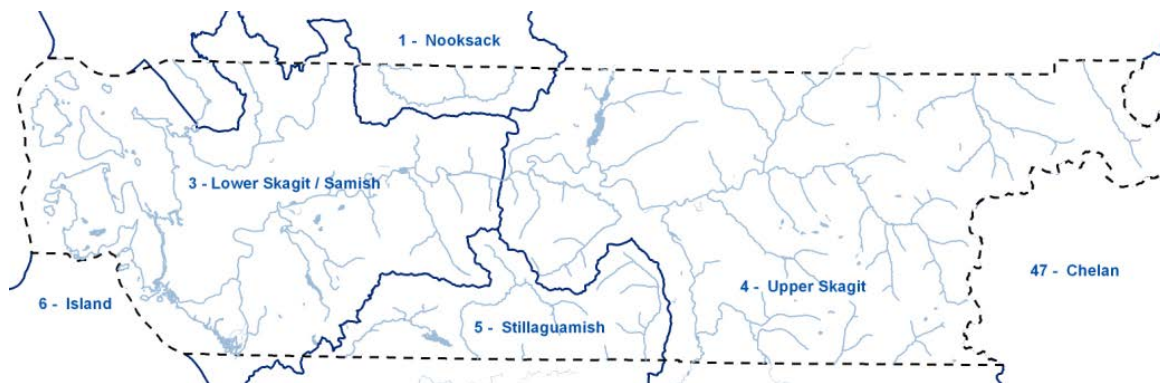 1 - Nooksack
3 - Lower Skagit / Samish
47 - Chelan
4 - Upper Skagit
6 - Island
5 - Stillaguamish